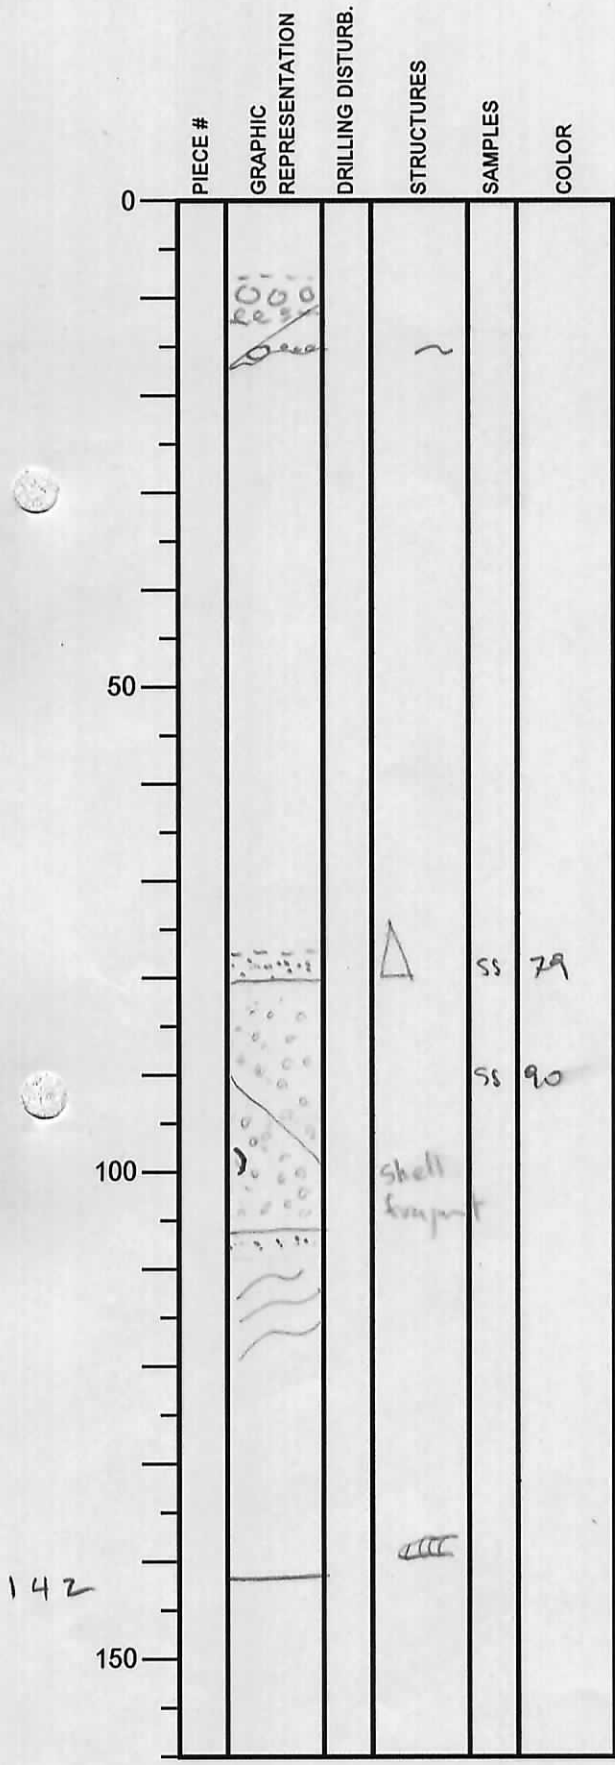 PIECE #
GRAPHIC
REPRESENTATION
DRILLING DISTURB.
STRUCTURES
SAMPLES
COLOR
0
50
SS 79
SS 90
100
shell
fragment
142
150